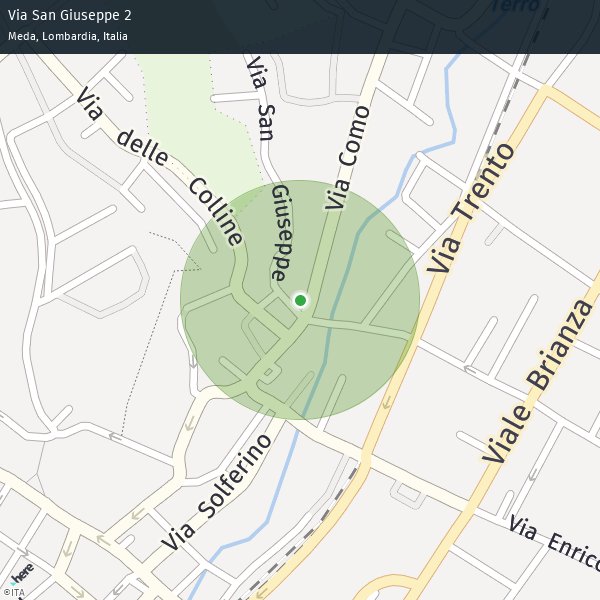 Via San Giuseppe 2
Meda, Lombardia, Italia
Terrò
Via San Giuseppe
Via delle Colline
Via Como
Via Trento
Viale Brianza
Via Solferino
Via Enrico
here
©ITA